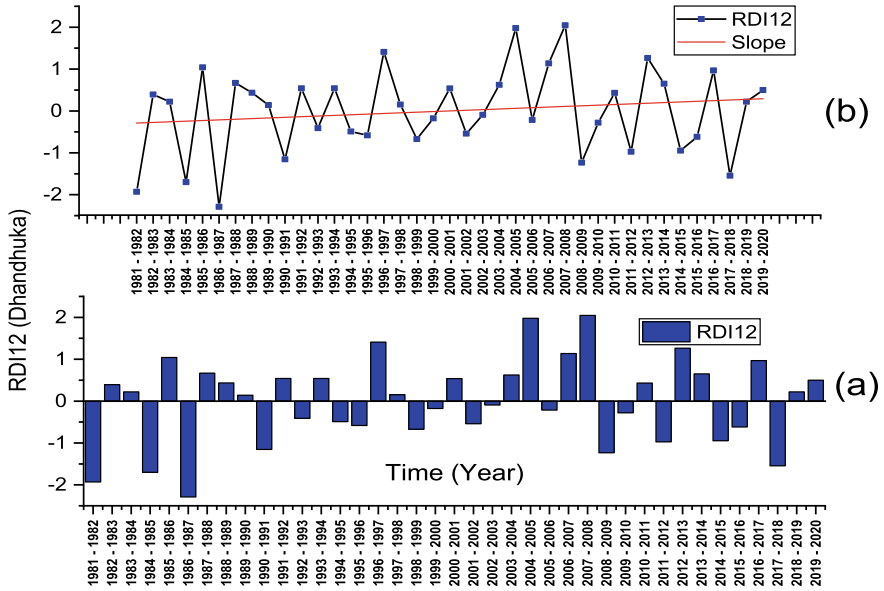 RDI12 (Dhandhuka)
2
1
0
-1
-2
RDI12
Slope
(b)
1981 - 1982
1982 - 1983
1983 - 1984
1984 - 1985
1985 - 1986
1986 - 1987
1987 - 1988
1988 - 1989
1989 - 1990
1990 - 1991
1991 - 1992
1992 - 1993
1993 - 1994
1994 - 1995
1995 - 1996
1996 - 1997
1997 - 1998
1998 - 1999
1999 - 2000
2000 - 2001
2001 - 2002
2002 - 2003
2003 - 2004
2004 - 2005
2005 - 2006
2006 - 2007
2007 - 2008
2008 - 2009
2009 - 2010
2010 - 2011
2011 - 2012
2012 - 2013
2013 - 2014
2014 - 2015
2015 - 2016
2016 - 2017
2017 - 2018
2018 - 2019
2019 - 2020
2
1
0
-1
-2
RDI12
(a)
Time (Year)
1981 - 1982
1982 - 1983
1983 - 1984
1984 - 1985
1985 - 1986
1986 - 1987
1987 - 1988
1988 - 1989
1989 - 1990
1990 - 1991
1991 - 1992
1992 - 1993
1993 - 1994
1994 - 1995
1995 - 1996
1996 - 1997
1997 - 1998
1998 - 1999
1999 - 2000
2000 - 2001
2001 - 2002
2002 - 2003
2003 - 2004
2004 - 2005
2005 - 2006
2006 - 2007
2007 - 2008
2008 - 2009
2009 - 2010
2010 - 2011
2011 - 2012
2012 - 2013
2013 - 2014
2014 - 2015
2015 - 2016
2016 - 2017
2017 - 2018
2018 - 2019
2019 - 2020